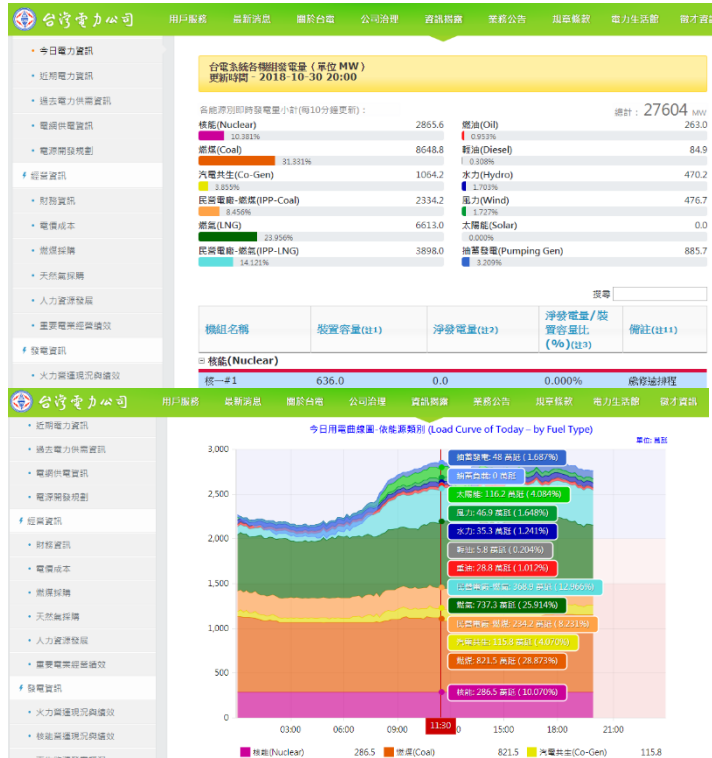 台灣電力公司 用戶服務 最新消息 關於台電 公司治理 資訊揭露 業務公告 規章條款 電力生活館 徵才資
今日電力資訊
近期電力資訊
過去電力供需資訊
電網供電資訊
電源開發規劃
經營資訊
財務資訊
電價成本
燃煤採購
天然氣採購
人力資源發展
重要電業經營績效
發電資訊
火力營運現況與績效
台電系統各機組發電量(單位 MW)
更新時間 - 2018-10-30 20:00
各能源別即時發電量小計(每10分鐘更新): 總計: 27604 MW
核能(Nuclear) 2865.6 燃油(Oil) 263.0
10.381% 0.953%
燃煤(Coal) 8648.8 輕油(Diesel) 84.9
31.331% 0.308%
汽電共生(Co-Gen) 1064.2 水力(Hydro) 470.2
3.855% 1.703%
民營電廠-燃煤(IPP-Coal) 2334.2 風力(Wind) 476.7
8.456% 1.727%
燃氣(LNG) 6613.0 太陽能(Solar) 0.0
23.956% 0.000%
民營電廠-燃氣(IPP-LNG) 3898.0 抽蓄發電(Pumping Gen) 885.7
14.121% 3.209%
搜尋
機組名稱 裝置容量(註1) 淨發電量(註2) 淨發電量/裝置容量比(%)(註3) 備註(註11)
核能(Nuclear)
核一#1 636.0 0.0 0.000%
台灣電力公司 用戶服務 最新消息 關於台電 公司治理 資訊揭露 業務公告 規章條款 電力生活館 徵才資訊
近期電力資訊
過去電力供需資訊
電網供電資訊
電源開發規劃
經營資訊
財務資訊
電價成本
燃煤採購
天然氣採購
人力資源發展
重要電業經營績效
發電資訊
火力營運現況與績效
核能營運現況與績效
今日用電曲線圖-依能源類別 (Load Curve of Today – by Fuel Type)
單位: 萬瓩
3,000
2,500
2,000
1,500
1,000
500
0
抽蓄發電: 48 萬瓩 (1.687%)
抽蓄負載: 0 萬瓩
太陽能: 116.2 萬瓩 (4.084%)
風力: 46.9 萬瓩 (1.648%)
水力: 35.3 萬瓩 (1.241%)
輕油: 5.8 萬瓩 (0.204%)
重油: 28.8 萬瓩 (1.012%)
民營電廠-燃氣: 368.9 萬瓩 (12.966%)
燃氣: 737.3 萬瓩 (25.914%)
民營電廠-燃煤: 234.2 萬瓩 (8.231%)
汽電共生: 115.8 萬瓩 (4.070%)
燃煤: 821.5 萬瓩 (28.873%)
核能: 286.5 萬瓩 (10.070%)
03:00 06:00 09:00 11:30 15:00 18:00 21:00
核能(Nuclear) 286.5 燃煤(Coal) 821.5 汽電共生(Co-Gen) 115.8